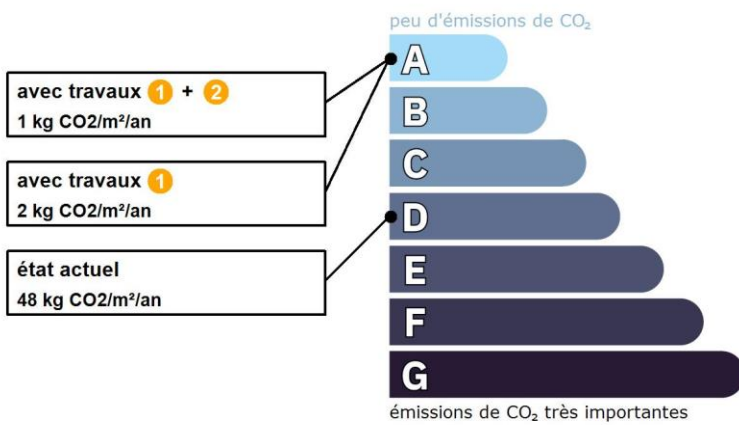 peu d'émissions de CO₂
avec travaux 1 + 2
1 kg CO2/m²/an
avec travaux 1
2 kg CO2/m²/an
état actuel
48 kg CO2/m²/an
A
B
C
D
E
F
G
émissions de CO₂ très importantes